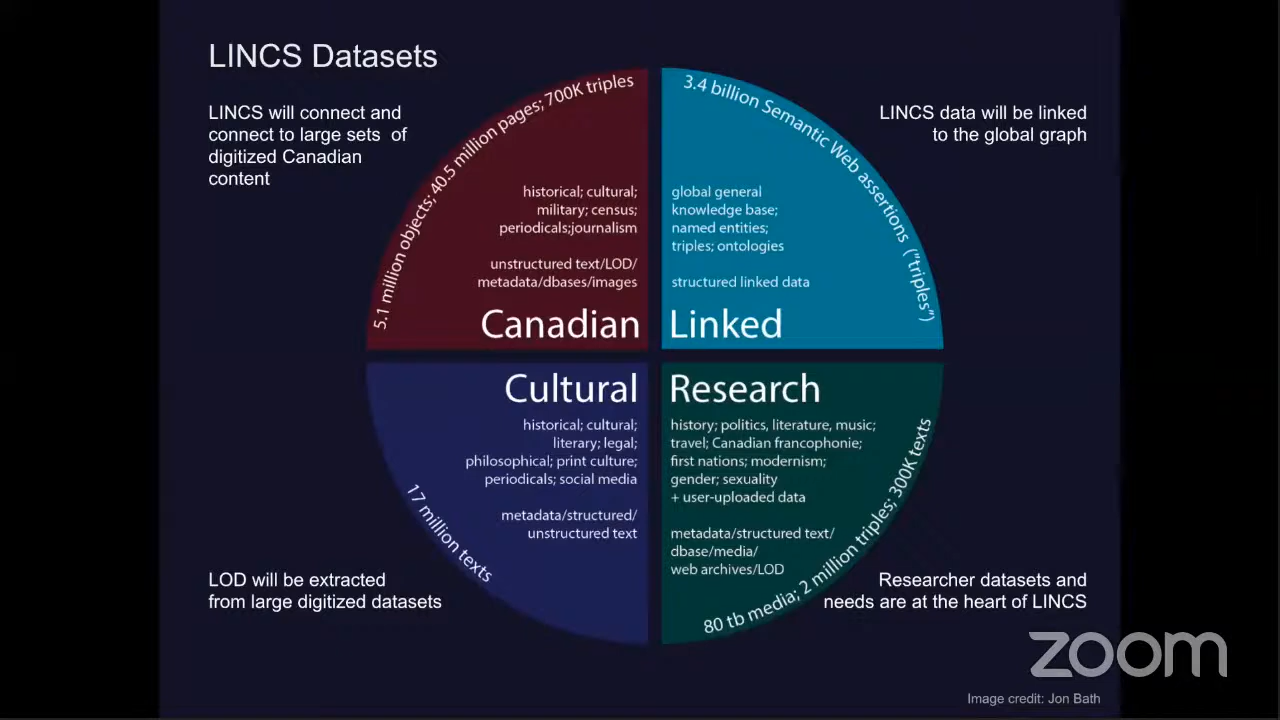 LINCS Datasets
LINCS will connect and
connect to large sets of
digitized Canadian
content
5.1 million objects; 40.5 million pages; 700K triples
historical; cultural;
military; census;
periodicals;journalism
unstructured text/LOD/
metadata/dbases/images
Canadian
3.4 billion Semantic Web assertions ("triples")
global general
knowledge base;
named entities;
triples; ontologies
structured linked data
Linked
LINCS data will be linked
to the global graph
Cultural
historical; cultural;
literary; legal;
philosophical; print culture;
periodicals; social media
metadata/structured/
unstructured text
17 million texts
LOD will be extracted
from large digitized datasets
Research
history; politics, literature, music;
travel; Canadian francophonie;
first nations; modernism;
gender; sexuality
+ user-uploaded data
metadata/structured text/
dbase/media/
web archives/LOD
80 tb media; 2 million triples; 300K texts
Researcher datasets and
needs are at the heart of LINCS
zoom
Image credit: Jon Bath